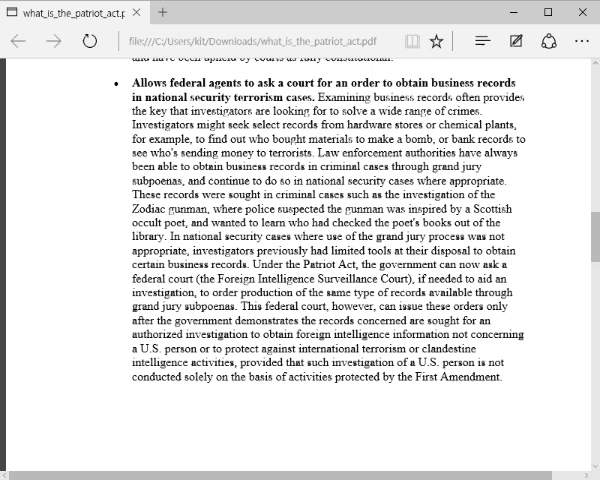 what_is_the_patriot_act.p
file:///C:/Users/kit/Downloads/what_is_the_patriot_act.pdf
and have been upheld by courts as fully constitutional.
• Allows federal agents to ask a court for an order to obtain business records
in national security terrorism cases. Examining business records often provides
the key that investigators are looking for to solve a wide range of crimes.
Investigators might seek select records from hardware stores or chemical plants,
for example, to find out who bought materials to make a bomb, or bank records to
see who's sending money to terrorists. Law enforcement authorities have always
been able to obtain business records in criminal cases through grand jury
subpoenas, and continue to do so in national security cases where appropriate.
These records were sought in criminal cases such as the investigation of the
Zodiac gunman, where police suspected the gunman was inspired by a Scottish
occult poet, and wanted to learn who had checked the poet's books out of the
library. In national security cases where use of the grand jury process was not
appropriate, investigators previously had limited tools at their disposal to obtain
certain business records. Under the Patriot Act, the government can now ask a
federal court (the Foreign Intelligence Surveillance Court), if needed to aid an
investigation, to order production of the same type of records available through
grand jury subpoenas. This federal court, however, can issue these orders only
after the government demonstrates the records concerned are sought for an
authorized investigation to obtain foreign intelligence information not concerning
a U.S. person or to protect against international terrorism or clandestine
intelligence activities, provided that such investigation of a U.S. person is not
conducted solely on the basis of activities protected by the First Amendment.